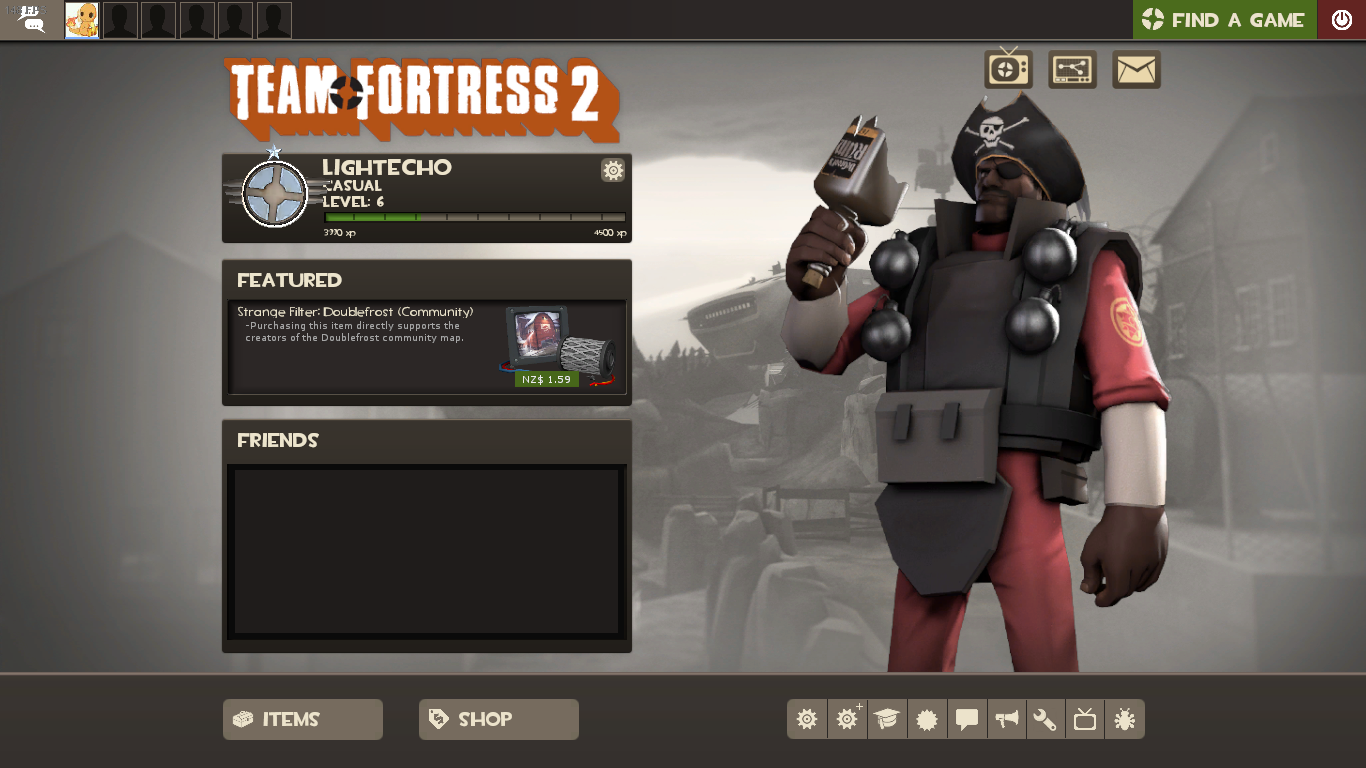 FIND A GAME
TEAM FORTRESS 2
LIGHTECHO
CASUAL
LEVEL: 6
3990 xp
4500 xp
FEATURED
Strange Filter: Doublefrost (Community)
-Purchasing this item directly supports the
creators of the Doublefrost community map.
NZ$ 1.59
FRIENDS
ITEMS
SHOP